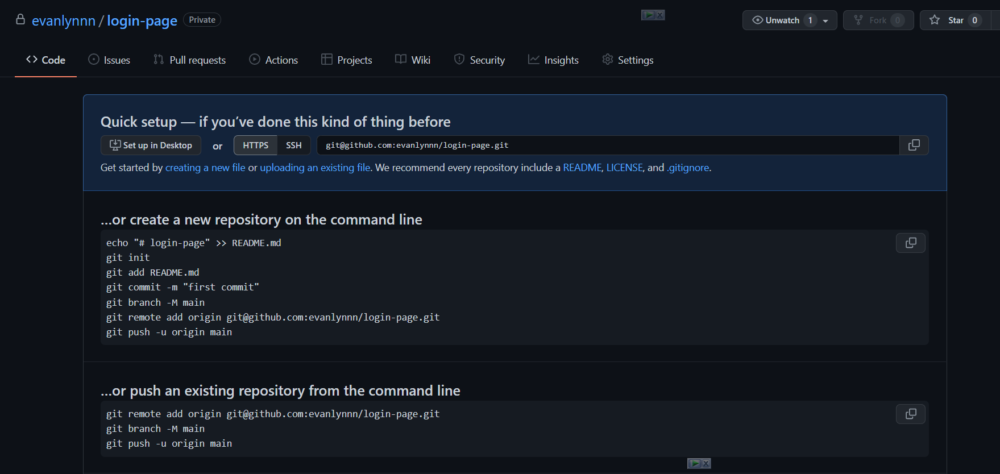 evanlynnn / login-page Private
Unwatch 1 Fork 0 Star 0
Code Issues Pull requests Actions Projects Wiki Security Insights Settings
Quick setup — if you’ve done this kind of thing before
Set up in Desktop or HTTPS SSH git@github.com:evanlynnn/login-page.git
Get started by creating a new file or uploading an existing file. We recommend every repository include a README, LICENSE, and .gitignore.
…or create a new repository on the command line
echo "# login-page" >> README.md
git init
git add README.md
git commit -m "first commit"
git branch -M main
git remote add origin git@github.com:evanlynnn/login-page.git
git push -u origin main
…or push an existing repository from the command line
git remote add origin git@github.com:evanlynnn/login-page.git
git branch -M main
git push -u origin main